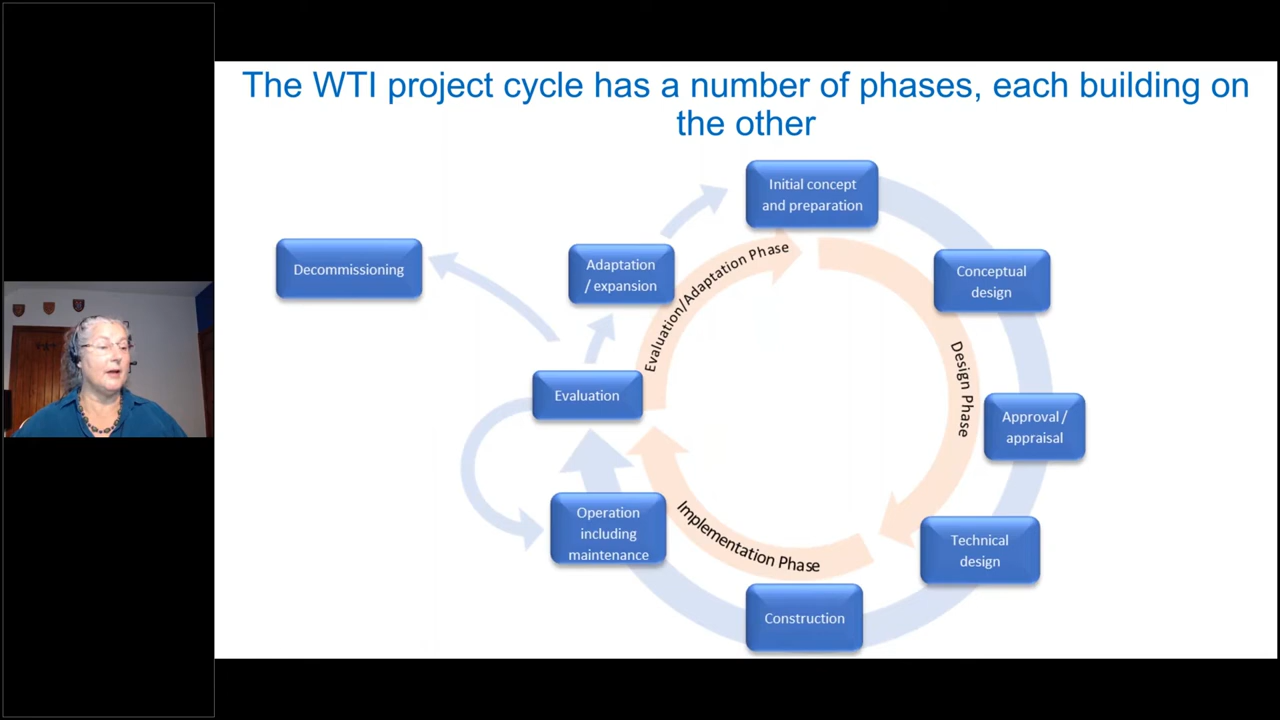 The WTI project cycle has a number of phases, each building on
the other
Initial concept
and preparation
Conceptual
design
Approval /
appraisal
Technical
design
Construction
Operation
including
maintenance
Evaluation
Adaptation
/ expansion
Decommissioning
Design Phase
Implementation Phase
Evaluation/Adaptation Phase